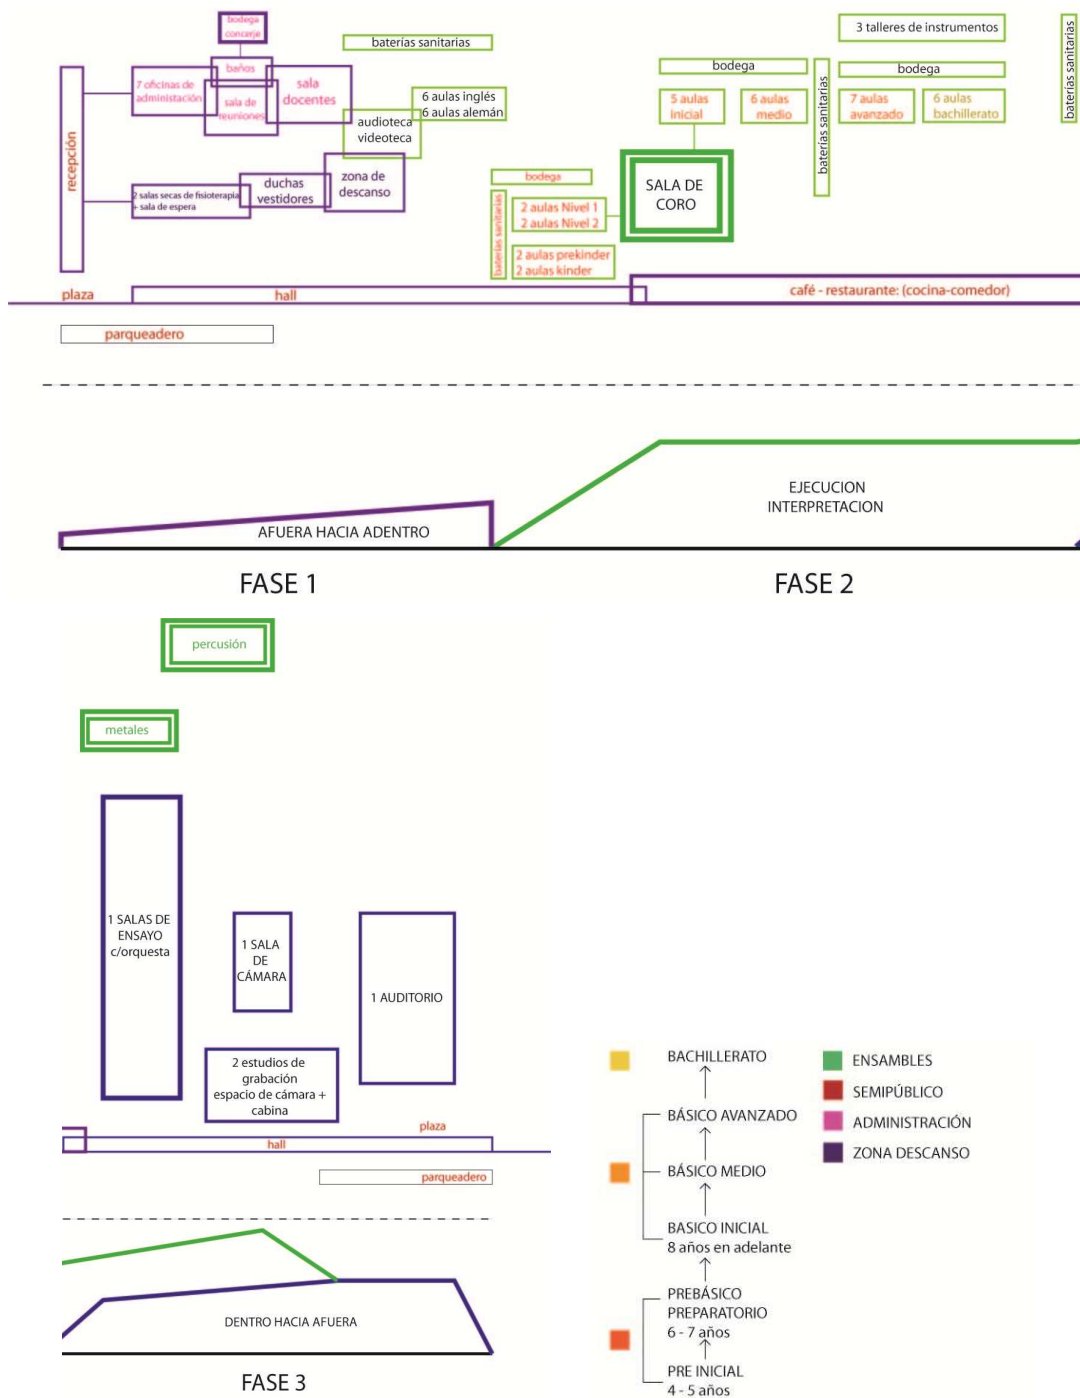 bodega
conserje
baterías sanitarias
3 talleres de instrumentos
baterías sanitarias
baños
7 oficinas de
administación
sala de
reuniones
sala
docentes
6 aulas inglés
6 aulas alemán
audioteca
videoteca
bodega
bodega
5 aulas
inicial
6 aulas
medio
baterías sanitarias
7 aulas
avanzado
6 aulas
bachillerato
recepción
2 salas secas de fisioterapia
+ sala de espera
duchas
vestidores
zona de
descanso
bodega
baterías sanitarias
2 aulas Nivel 1
2 aulas Nivel 2
2 aulas prekinder
2 aulas kinder
SALA DE
CORO
plaza
hall
café - restaurante: (cocina-comedor)
parqueadero
AFUERA HACIA ADENTRO
EJECUCION
INTERPRETACION
FASE 1
FASE 2
percusión
metales
1 SALAS DE
ENSAYO
c/orquesta
1 SALA
DE
CÁMARA
1 AUDITORIO
2 estudios de
grabación
espacio de cámara +
cabina
plaza
hall
parqueadero
DENTRO HACIA AFUERA
FASE 3
BACHILLERATO
BÁSICO AVANZADO
BÁSICO MEDIO
BASICO INICIAL
8 años en adelante
PREBÁSICO
PREPARATORIO
6 - 7 años
PRE INICIAL
4 - 5 años
ENSAMBLES
SEMIPÚBLICO
ADMINISTRACIÓN
ZONA DESCANSO